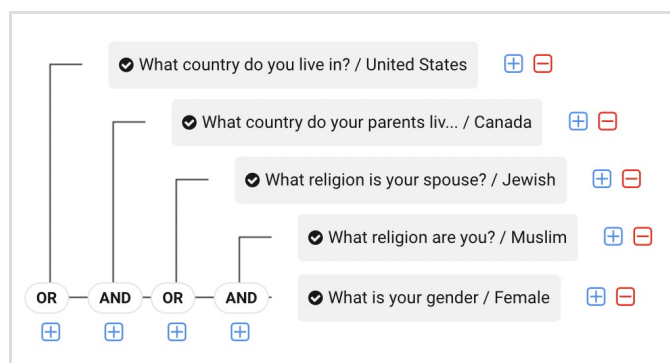 What country do you live in? / United States
What country do your parents liv... / Canada
What religion is your spouse? / Jewish
What religion are you? / Muslim
OR AND OR AND What is your gender / Female